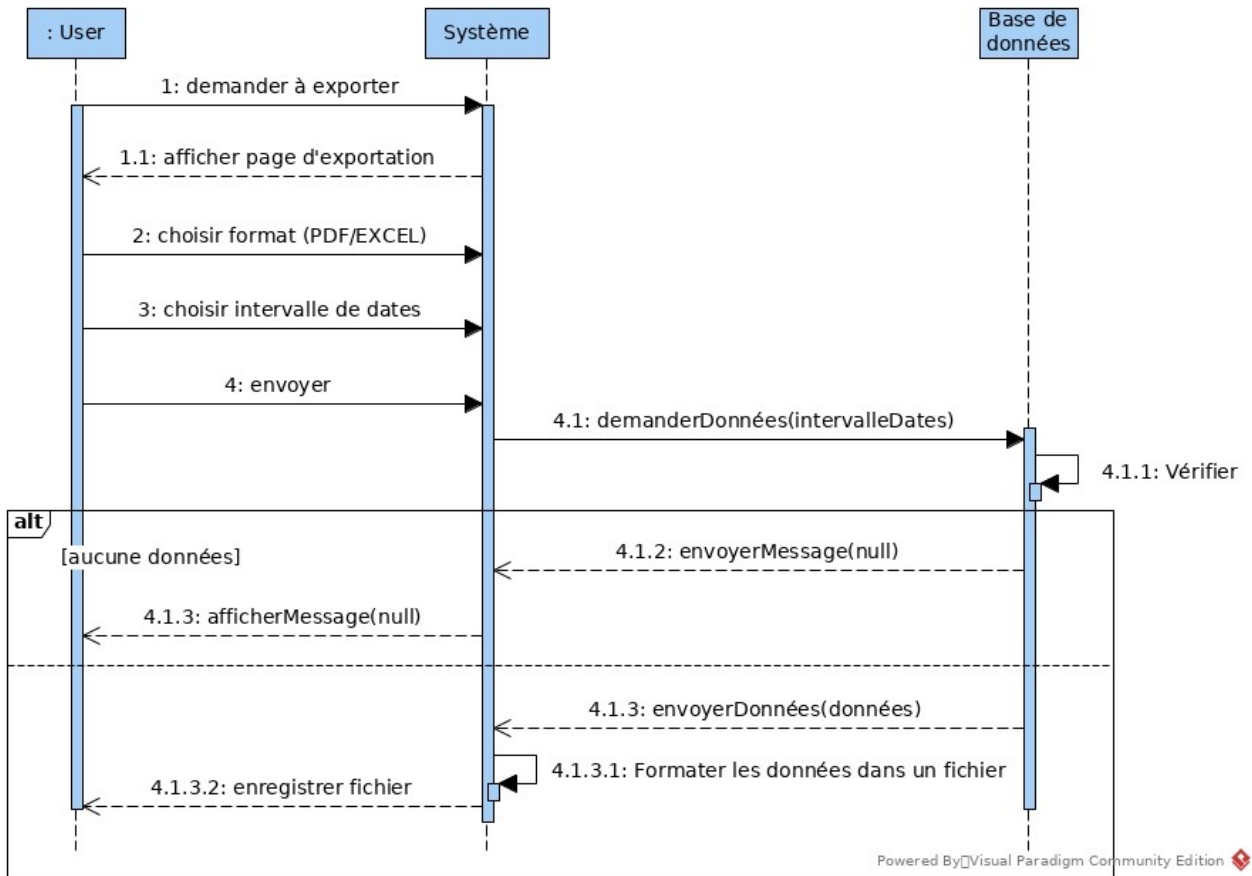 : User
Système
Base de
données
1: demander à exporter
1.1: afficher page d'exportation
2: choisir format (PDF/EXCEL)
3: choisir intervalle de dates
4: envoyer
4.1: demanderDonnées(intervalleDates)
4.1.1: Vérifier
alt
[aucune données]
4.1.2: envoyerMessage(null)
4.1.3: afficherMessage(null)
4.1.3: envoyerDonnées(données)
4.1.3.1: Formater les données dans un fichier
4.1.3.2: enregistrer fichier
Powered By Visual Paradigm Community Edition